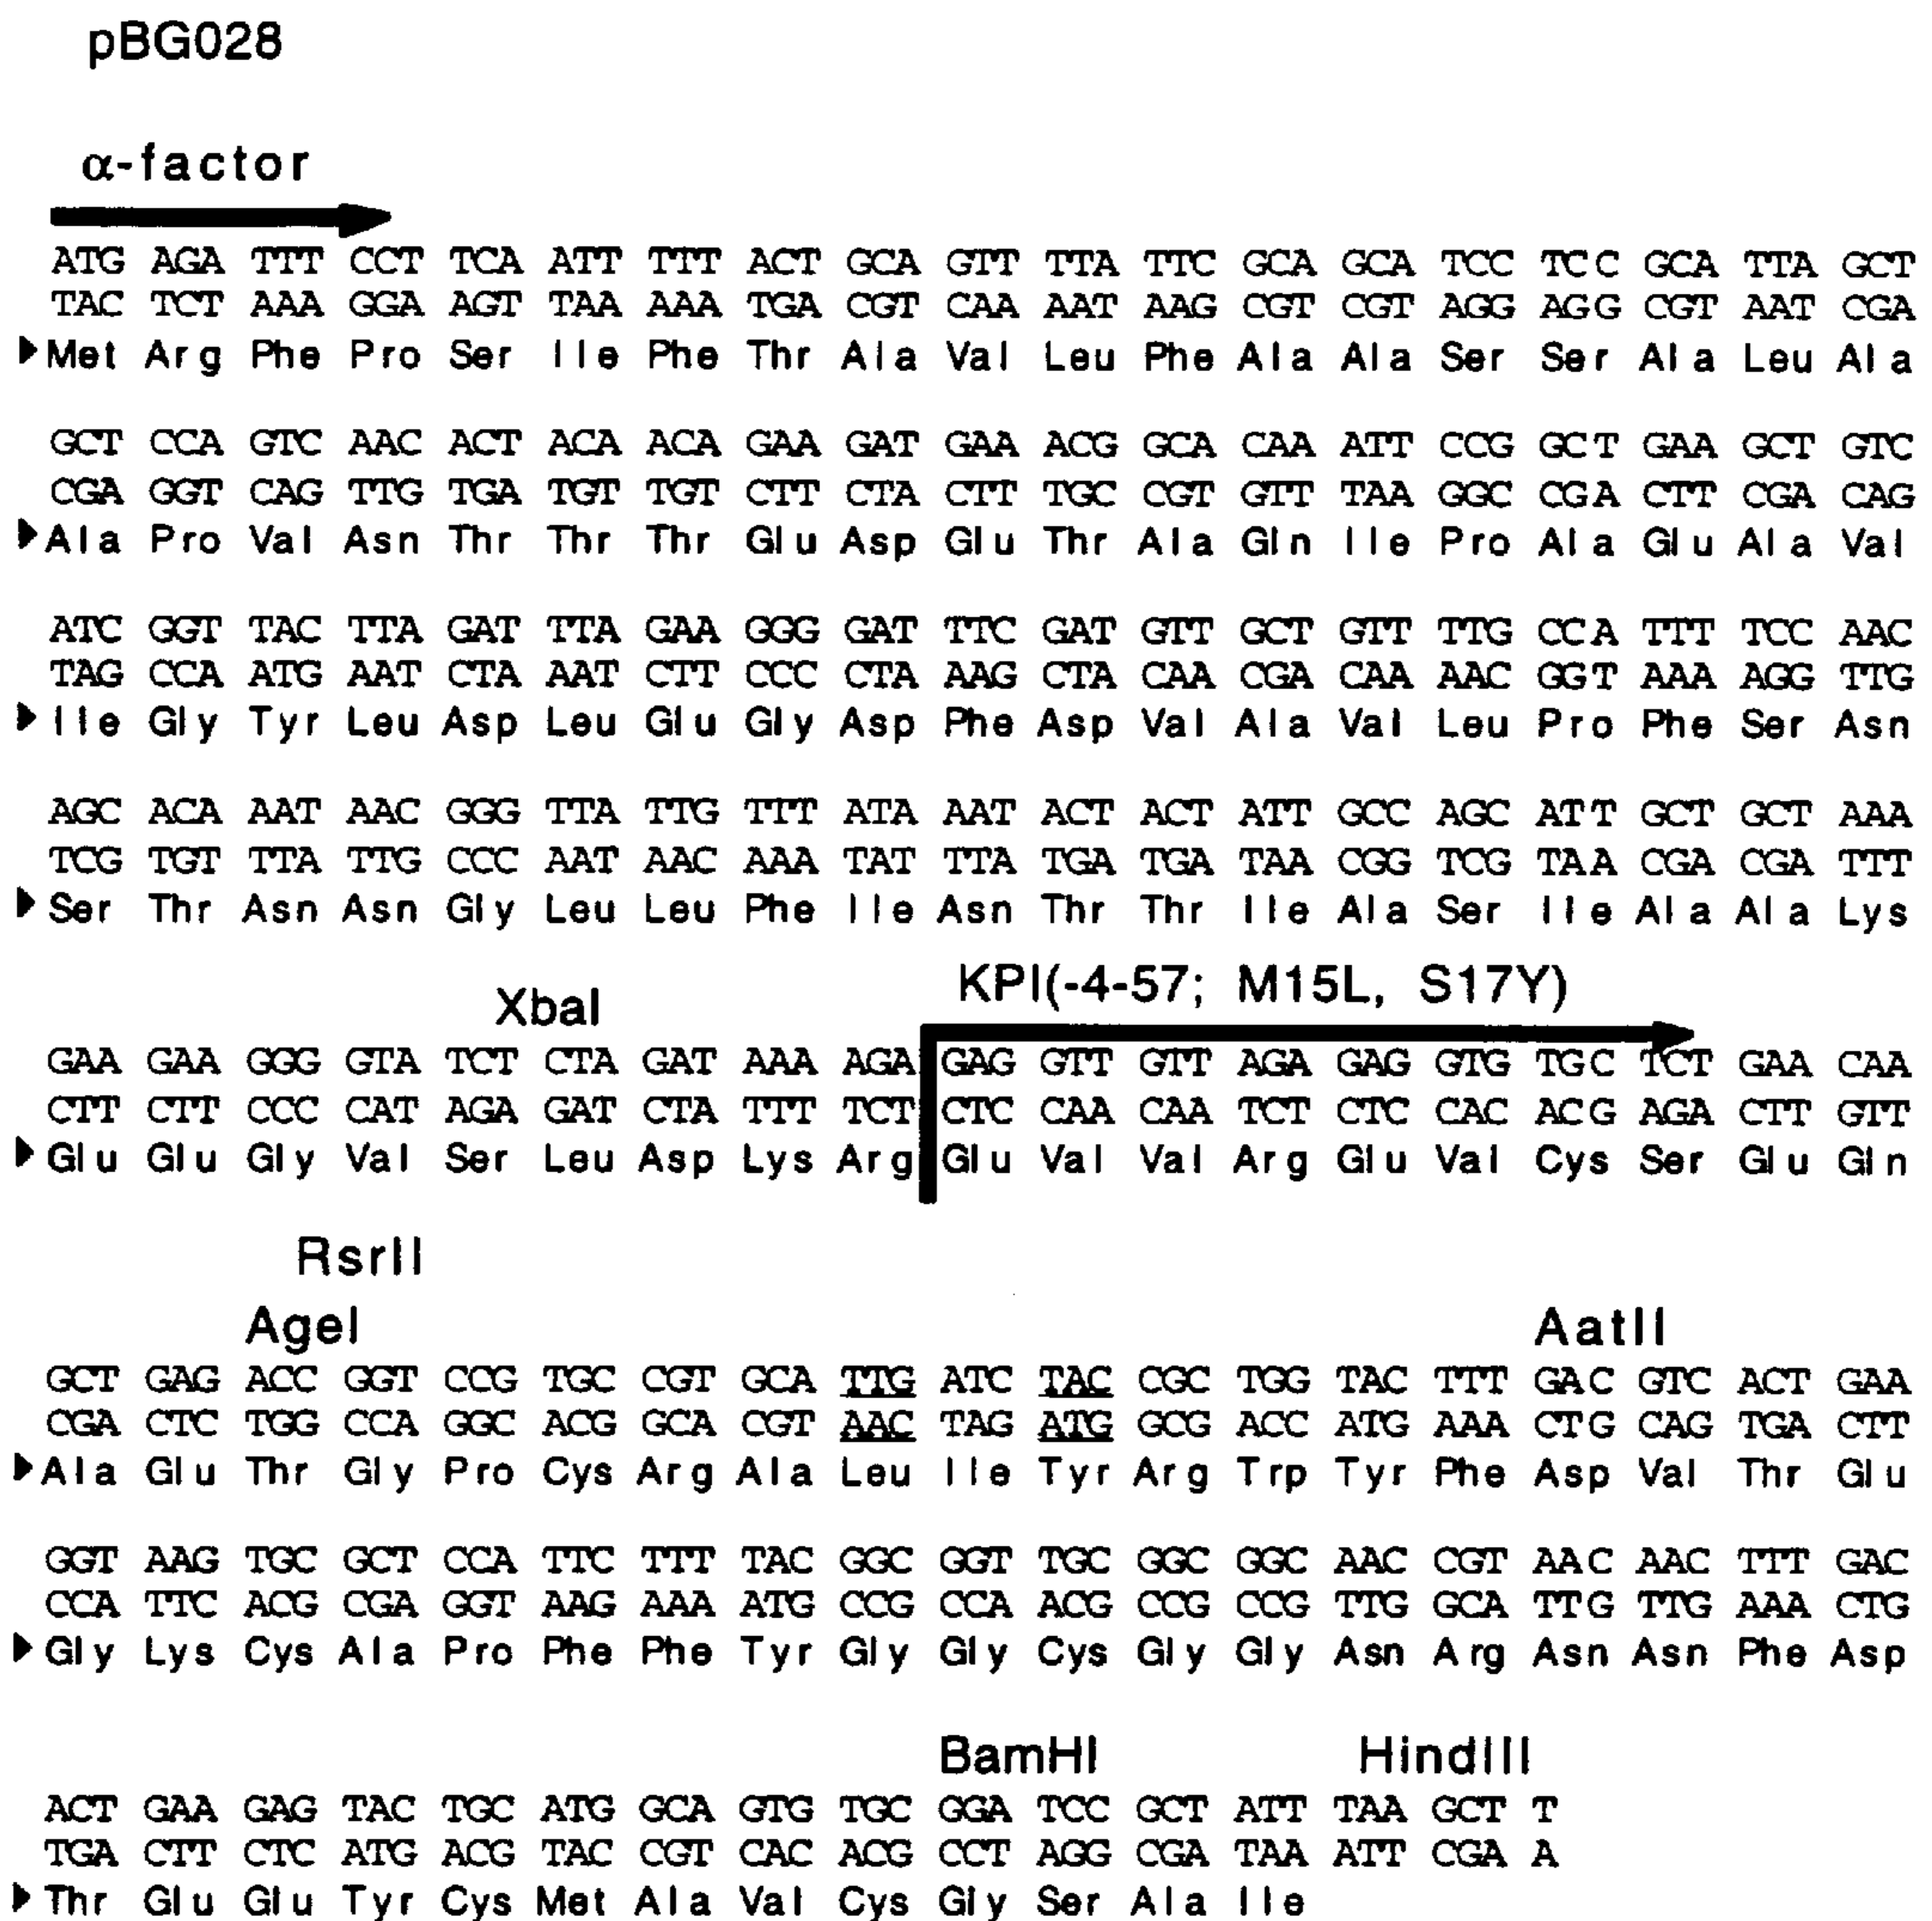 pBG028
α-factor
ATG AGA TTT CCT TCA ATT TTT ACT GCA GTT TTA TTC GCA GCA TCC TCC GCA TTA GCT
TAC TCT AAA GGA AGT TAA AAA TGA CGT CAA AAT AAG CGT CGT AGG AGG CGT AAT CGA
Met Arg Phe Pro Ser Ile Phe Thr Ala Val Leu Phe Ala Ala Ser Ser Ala Leu Ala
GCT CCA GTC AAC ACT ACA ACA GAA GAT GAA ACG GCA CAA ATT CCG GCT GAA GCT GTC
CGA GGT CAG TTG TGA TGT TGT CTT CTA CTT TGC CGT GTT TAA GGC CGA CTT CGA CAG
Ala Pro Val Asn Thr Thr Thr Glu Asp Glu Thr Ala Gln Ile Pro Ala Glu Ala Val
ATC GGT TAC TTA GAT TTA GAA GGG GAT TTC GAT GTT GCT GTT TTG CCA TTT TCC AAC
TAG CCA ATG AAT CTA AAT CTT CCC CTA AAG CTA CAA CGA CAA AAC GGT AAA AGG TTG
Ile Gly Tyr Leu Asp Leu Glu Gly Asp Phe Asp Val Ala Val Leu Pro Phe Ser Asn
AGC ACA AAT AAC GGG TTA TTG TTT ATA AAT ACT ACT ATT GCC AGC ATT GCT GCT AAA
TCG TGT TTA TTG CCC AAT AAC AAA TAT TTA TGA TGA TAA CGG TCG TAA CGA CGA TTT
Ser Thr Asn Asn Gly Leu Leu Phe Ile Asn Thr Thr Ile Ala Ser Ile Ala Ala Lys
XbaI KPI(-4-57; M15L, S17Y)
GAA GAA GGG GTA TCT CTA GAT AAA AGA GAG GTT GTT AGA GAG GTG TGC TCT GAA CAA
CTT CTT CCC CAT AGA GAT CTA TTT TCT CTC CAA CAA TCT CTC CAC ACG AGA CTT GTT
Glu Glu Gly Val Ser Leu Asp Lys Arg Glu Val Val Arg Glu Val Cys Ser Glu Gln
RsrII
AgeI AatII
GCT GAG ACC GGT CCG TGC CGT GCA TTG ATC TAC CGC TGG TAC TTT GAC GTC ACT GAA
CGA CTC TGG CCA GGC ACG GCA CGT AAC TAG ATG GCG ACC ATG AAA CTG CAG TGA CTT
Ala Glu Thr Gly Pro Cys Arg Ala Leu Ile Tyr Arg Trp Tyr Phe Asp Val Thr Glu
GGT AAG TGC GCT CCA TTC TTT TAC GGC GGT TGC GGC GGC AAC CGT AAC AAC TTT GAC
CCA TTC ACG CGA GGT AAG AAA ATG CCG CCA ACG CCG CCG TTG GCA TTG TTG AAA CTG
Gly Lys Cys Ala Pro Phe Phe Tyr Gly Gly Cys Gly Gly Asn Arg Asn Asn Phe Asp
BamHI HindIII
ACT GAA GAG TAC TGC ATG GCA GTG TGC GGA TCC GCT ATT TAA GCT T
TGA CTT CTC ATG ACG TAC CGT CAC ACG CCT AGG CGA TAA ATT CGA A
Thr Glu Glu Tyr Cys Met Ala Val Cys Gly Ser Ala Ile